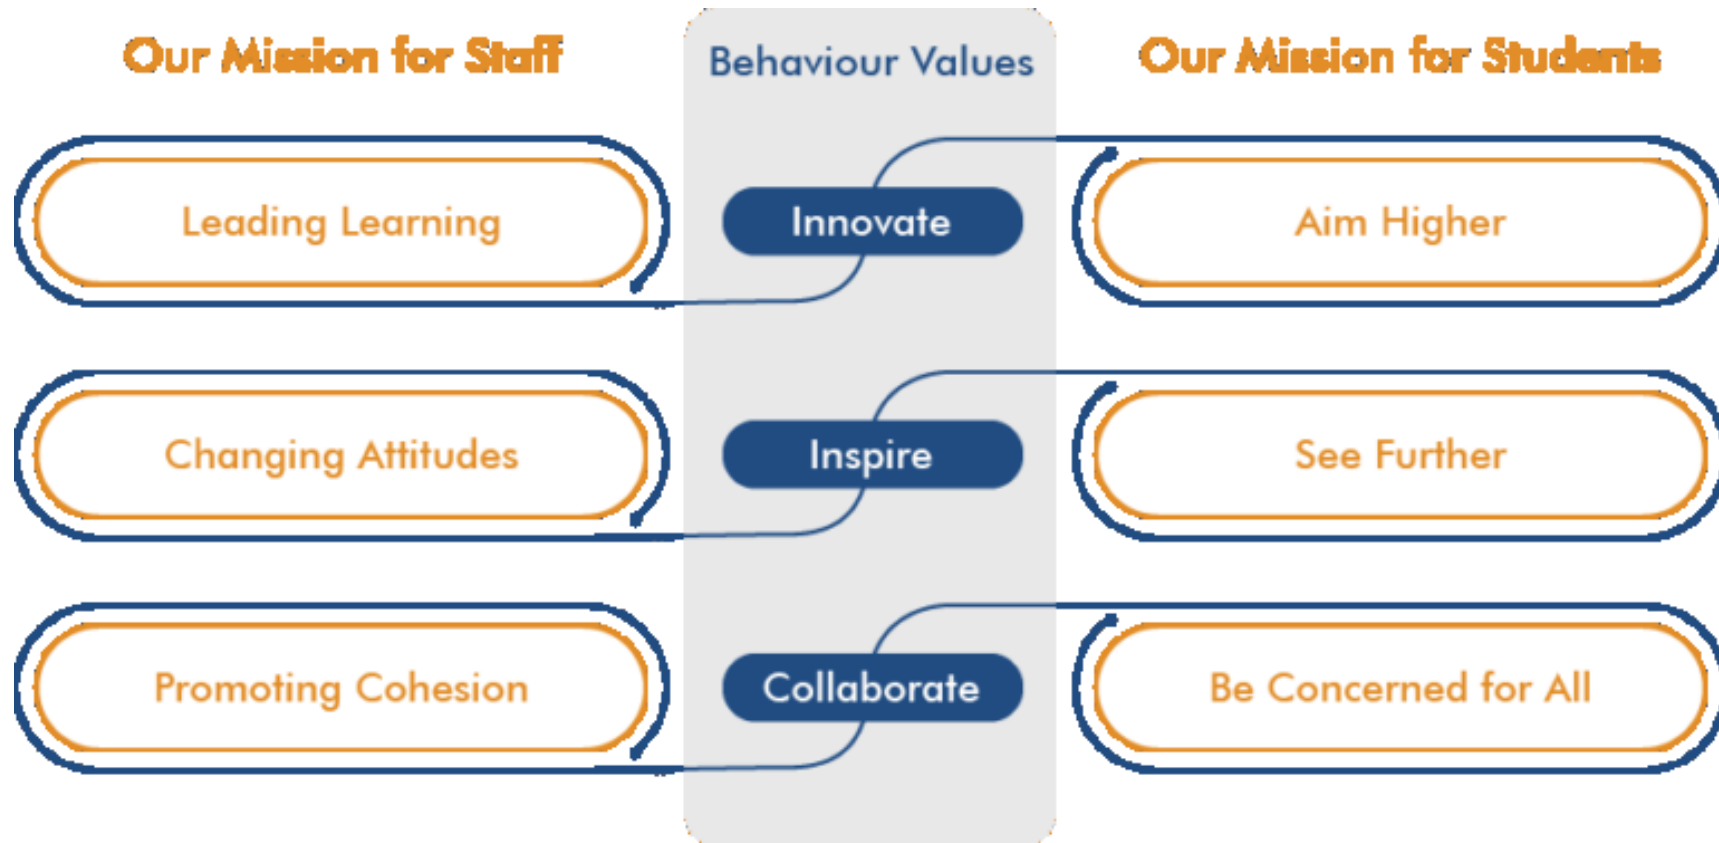 Our Mission for Staff
Behaviour Values
Our Mission for Students
Leading Learning
Innovate
Aim Higher
Changing Attitudes
Inspire
See Further
Promoting Cohesion
Collaborate
Be Concerned for All